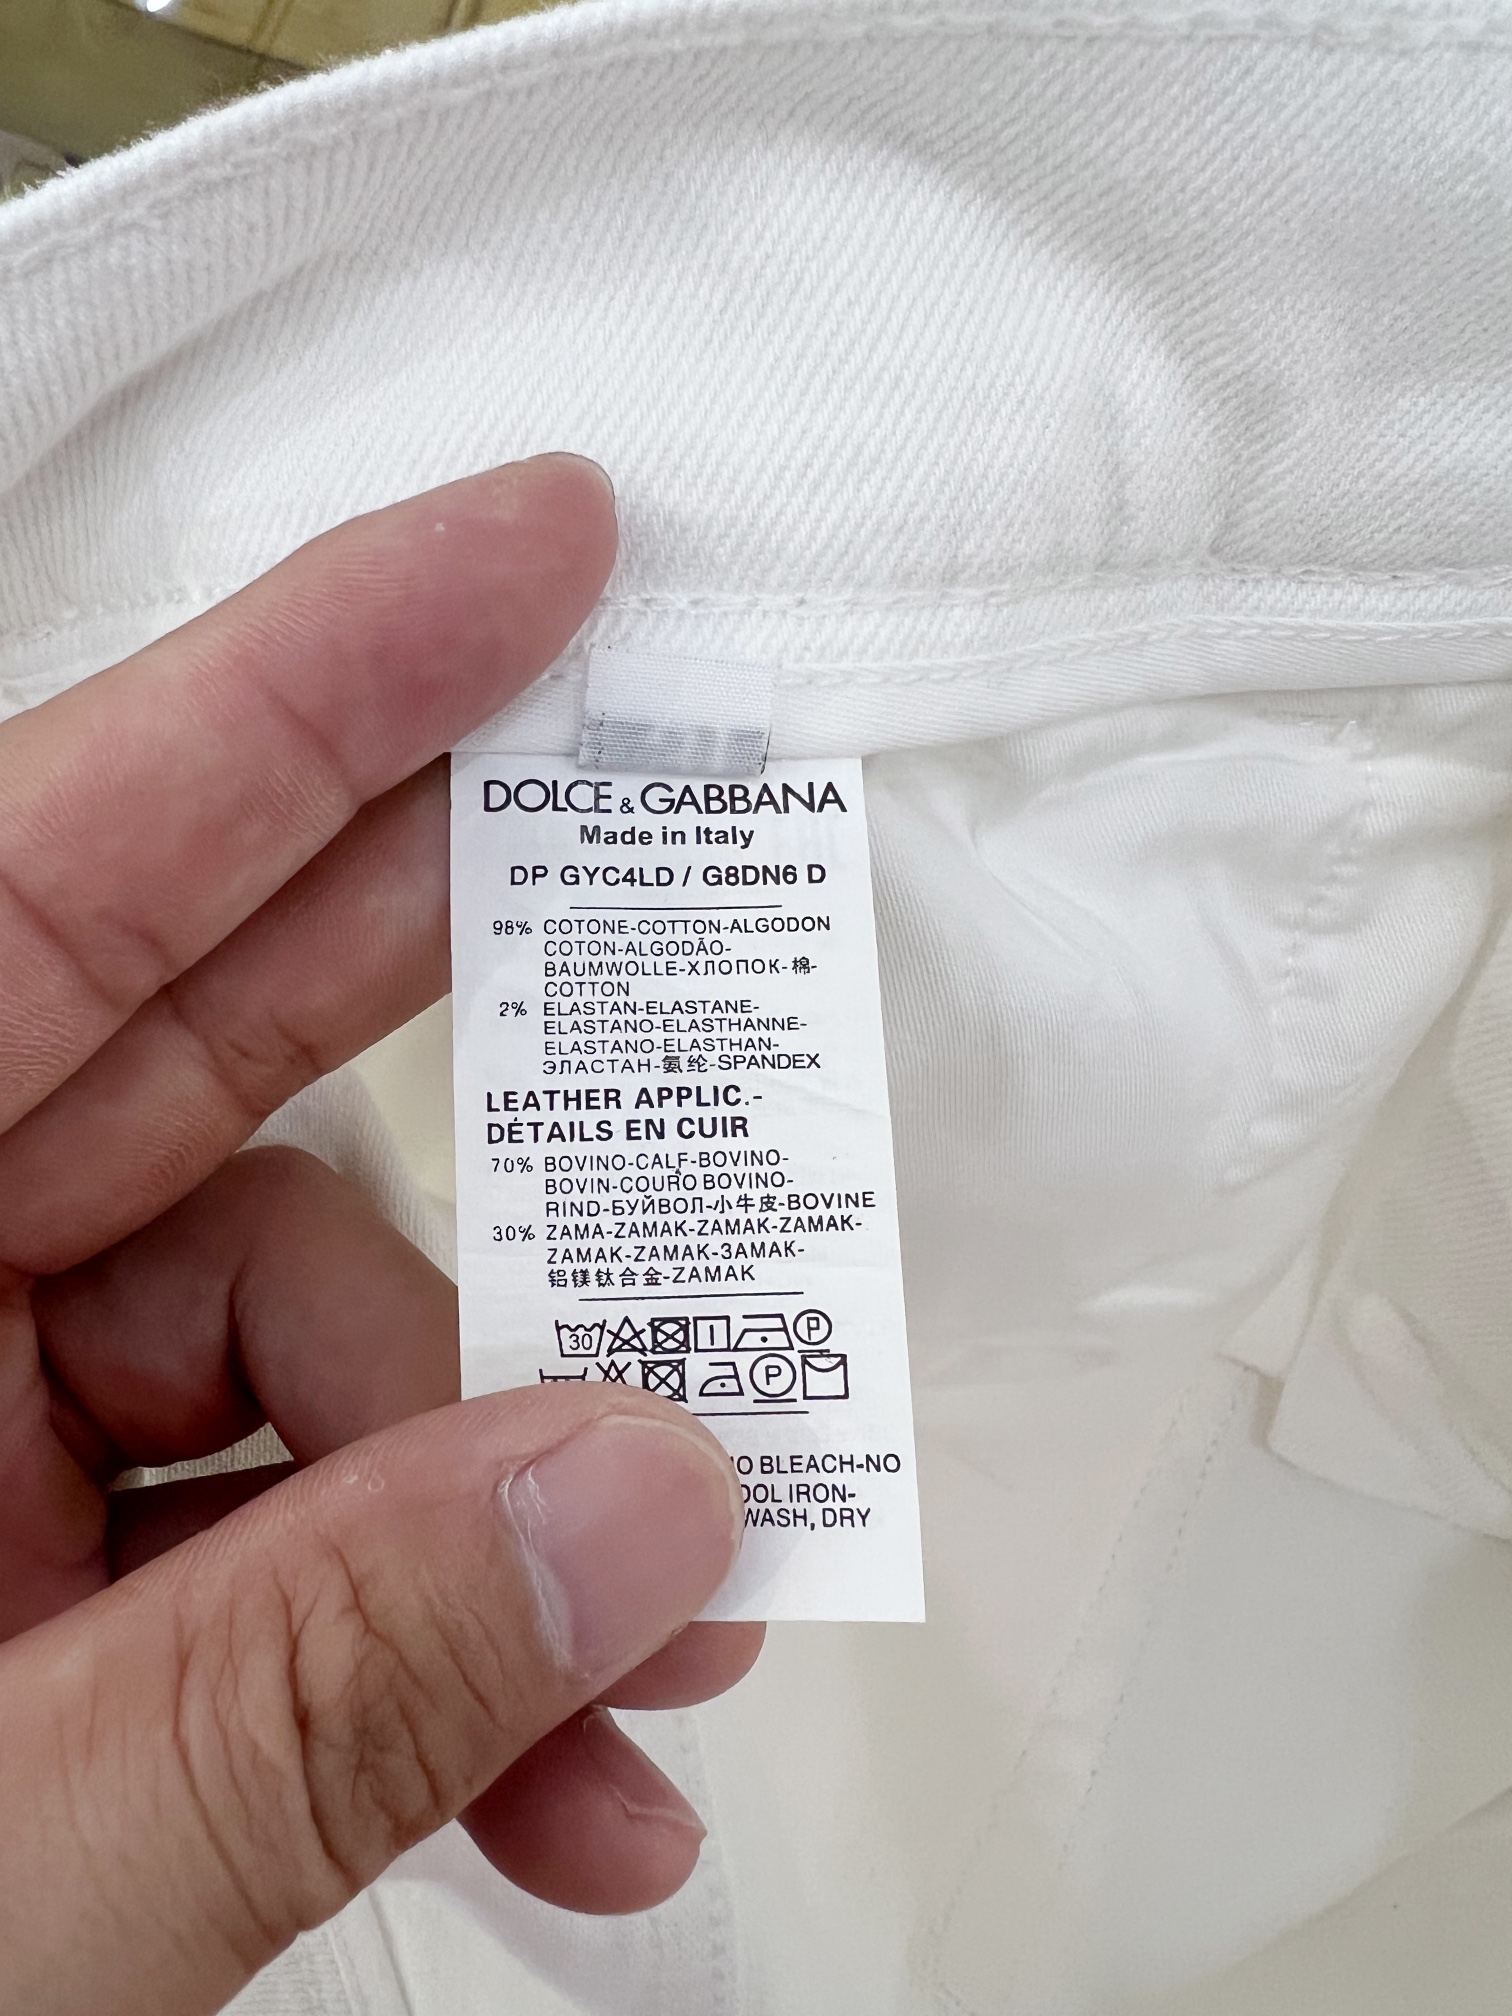 DOLCE & GABBANA
Made in Italy
DP GYC4LD / G8DN6 D
98% COTONE-COTTON-ALGODON
COTON-ALGODÃO-
BAUMWOLLE-ХЛОПОК-棉-
COTTON
2% ELASTAN-ELASTANE-
ELASTANO-ELASTHANNE-
ELASTANO-ELASTHAN-
ЭЛАСТАН-氨纶-SPANDEX
LEATHER APPLIC.-
DÉTAILS EN CUIR
70% BOVINO-CALF-BOVINO-
BOVIN-COURO BOVINO-
RIND-БУЙВОЛ-小牛皮-BOVINE
30% ZAMA-ZAMAK-ZAMAK-ZAMAK-
ZAMAK-ZAMAK-ЗАМАК-
铝镁钛合金-ZAMAK
30 P
P
BLEACH-NO
IRON-
WASH, DRY